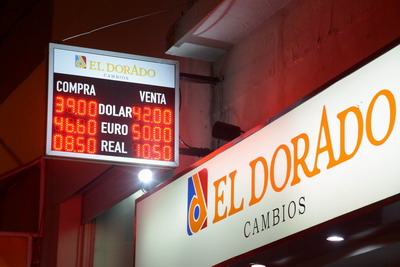 EL DORADO
CAMBIOS
COMPRA VENTA
39.00 DOLAR 42.00
46.60 EURO 50.00
08.50 REAL 10.50
EL DORADO
CAMBIOS